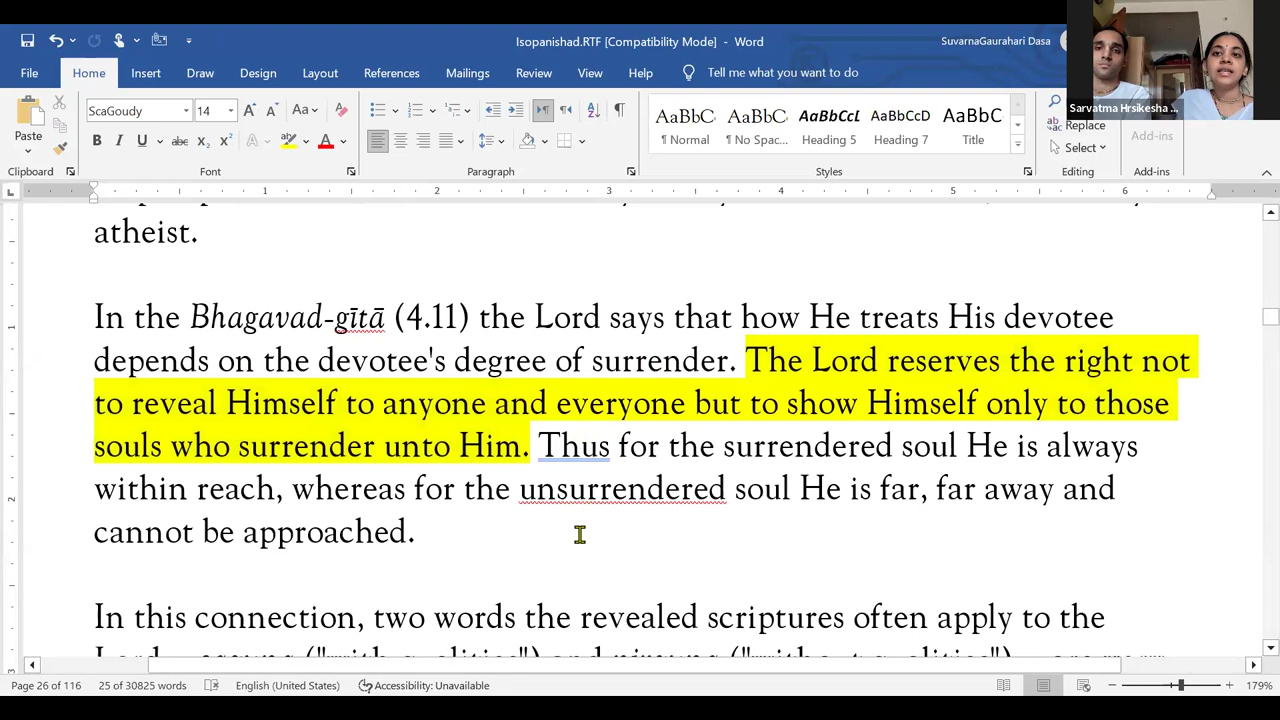 Isopanishad.RTF [Compatibility Mode] - Word
SuvarnaGaurahari Dasa
File Home Insert Draw Design Layout References Mailings Review View Help Tell me what you want to do
Sarvatma Hrsikesha ...
Paste
ScaGoudy 14
AaBbC AaBbC AaBbCcL AaBbCcD AaBbC
¶ Normal ¶ No Spac... Heading 5 Heading 7 Title
Replace
Select
Add-ins
Clipboard Font Paragraph Styles Editing Add-ins
1 2 3 4 5 6
atheist.
In the Bhagavad-gītā (4.11) the Lord says that how He treats His devotee
depends on the devotee's degree of surrender. The Lord reserves the right not
to reveal Himself to anyone and everyone but to show Himself only to those
souls who surrender unto Him. Thus for the surrendered soul He is always
within reach, whereas for the unsurrendered soul He is far, far away and
cannot be approached.
In this connection, two words the revealed scriptures often apply to the
Page 26 of 116 25 of 30825 words English (United States) Accessibility: Unavailable 179%